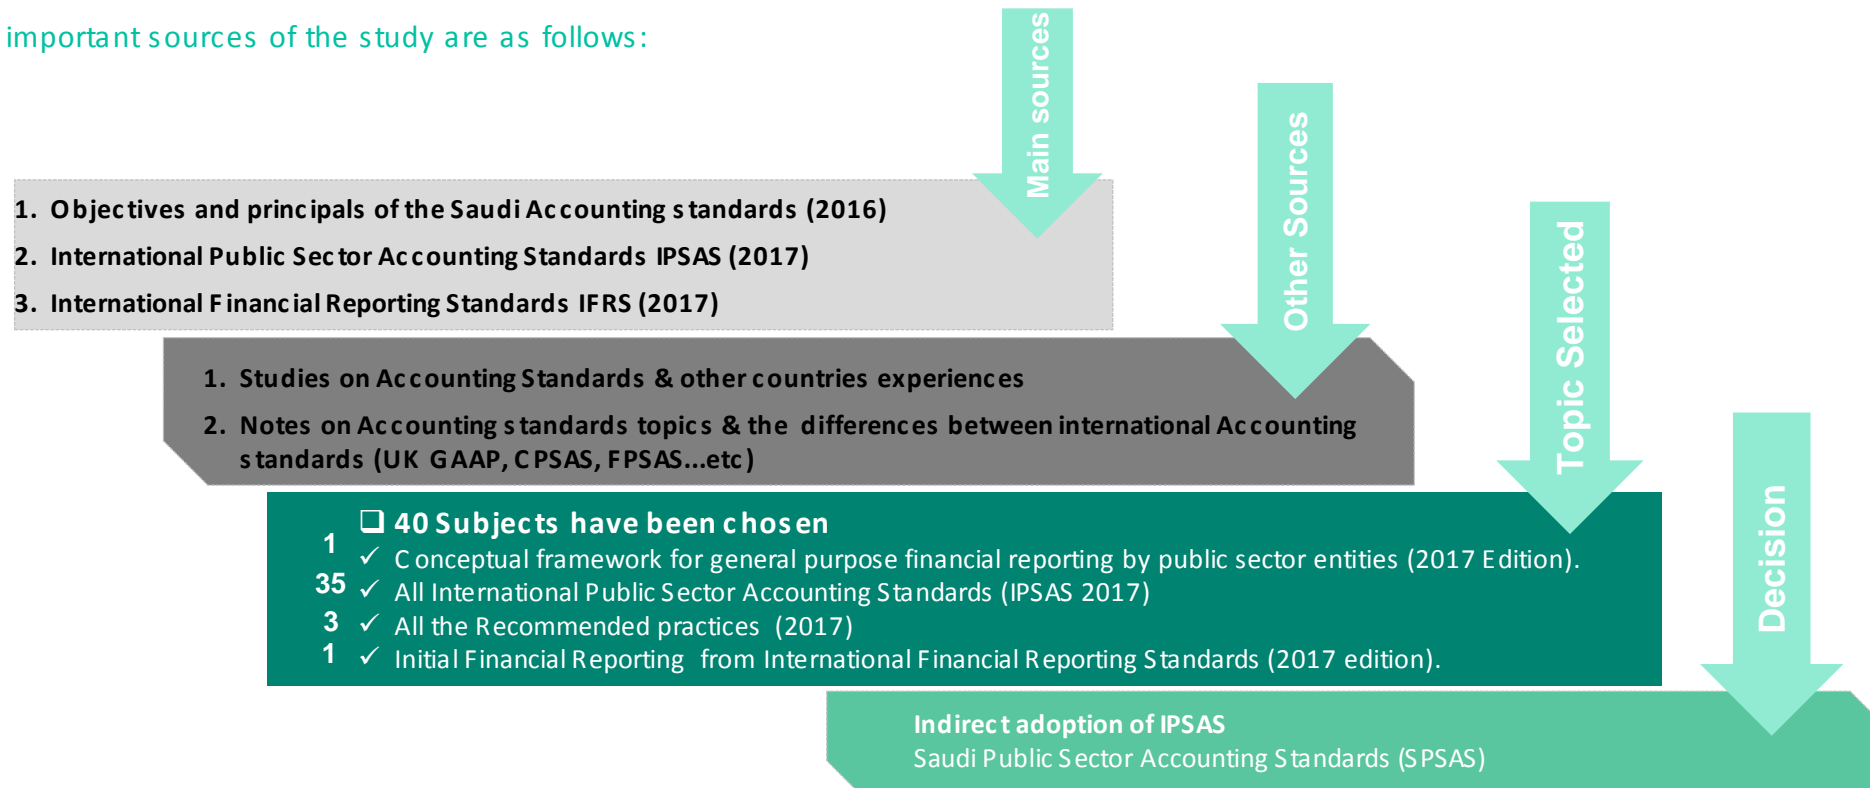 important sources of the study are as follows:
Main sources
1. Objectives and principals of the Saudi Accounting standards (2016)
2. International Public Sector Accounting Standards IPSAS (2017)
3. International Financial Reporting Standards IFRS (2017)
Other Sources
1. Studies on Accounting Standards & other countries experiences
2. Notes on Accounting standards topics & the differences between international Accounting
standards (UK GAAP, CPSAS, FPSAS...etc)
Topic Selected
❑ 40 Subjects have been chosen
1 ✓ Conceptual framework for general purpose financial reporting by public sector entities (2017 Edition).
35 ✓ All International Public Sector Accounting Standards (IPSAS 2017)
3 ✓ All the Recommended practices (2017)
1 ✓ Initial Financial Reporting from International Financial Reporting Standards (2017 edition).
Decision
Indirect adoption of IPSAS
Saudi Public Sector Accounting Standards (SPSAS)